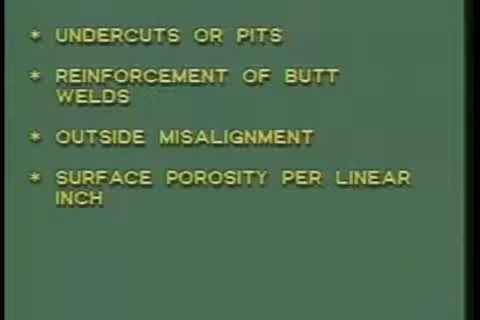 * UNDERCUTS OR PITS
* REINFORCEMENT OF BUTT
WELDS
* OUTSIDE MISALIGNMENT
* SURFACE POROSITY PER LINEAR
INCH